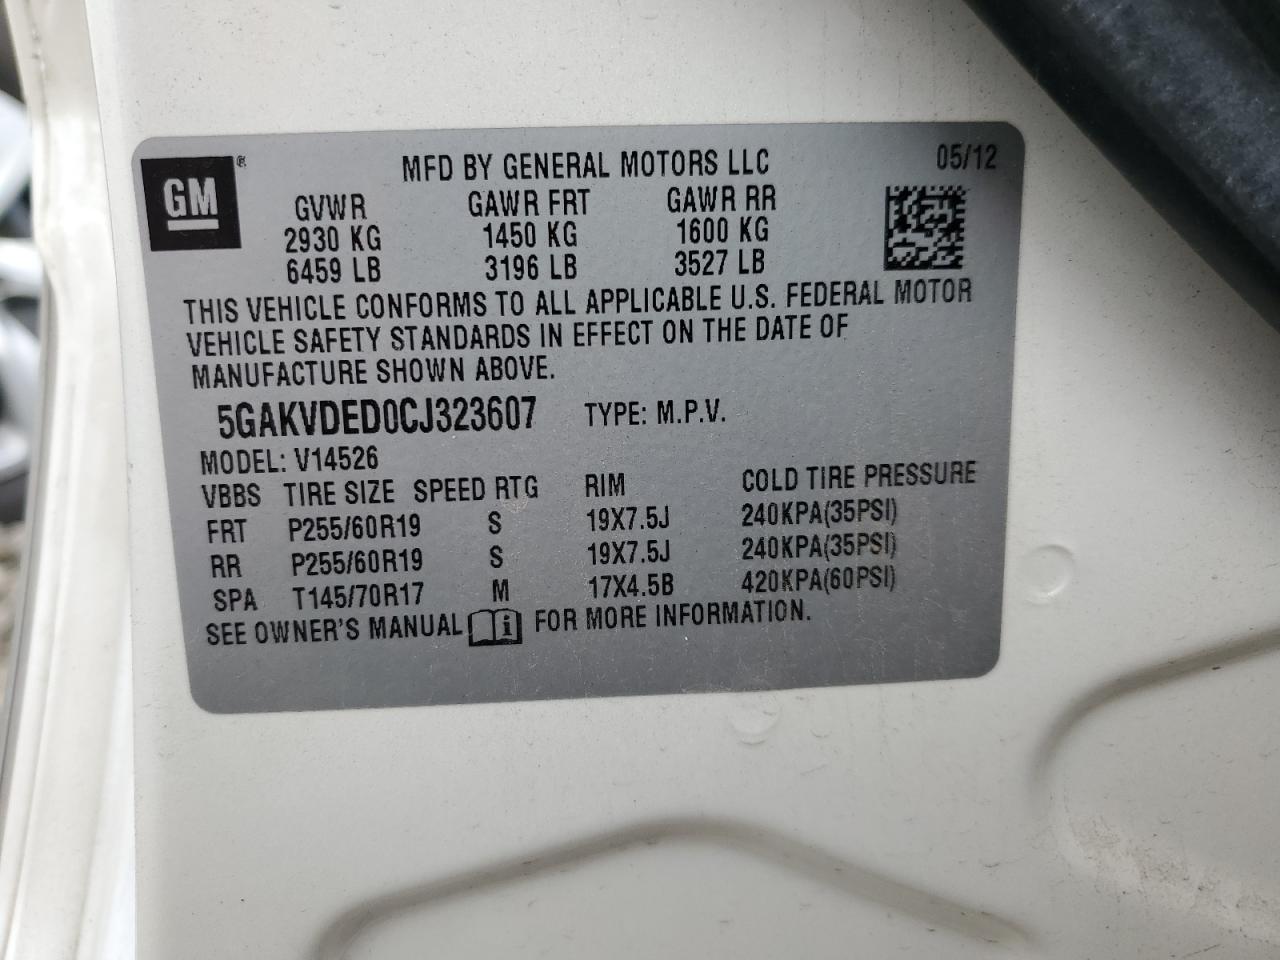 GM ®
MFD BY GENERAL MOTORS LLC 05/12
GVWR GAWR FRT GAWR RR
2930 KG 1450 KG 1600 KG
6459 LB 3196 LB 3527 LB
THIS VEHICLE CONFORMS TO ALL APPLICABLE U.S. FEDERAL MOTOR
VEHICLE SAFETY STANDARDS IN EFFECT ON THE DATE OF
MANUFACTURE SHOWN ABOVE.
5GAKVDED0CJ323607 TYPE: M.P.V.
MODEL: V14526
VBBS TIRE SIZE SPEED RTG RIM COLD TIRE PRESSURE
FRT P255/60R19 S 19X7.5J 240KPA(35PSI)
RR P255/60R19 S 19X7.5J 240KPA(35PSI)
SPA T145/70R17 M 17X4.5B 420KPA(60PSI)
SEE OWNER'S MANUAL i FOR MORE INFORMATION.